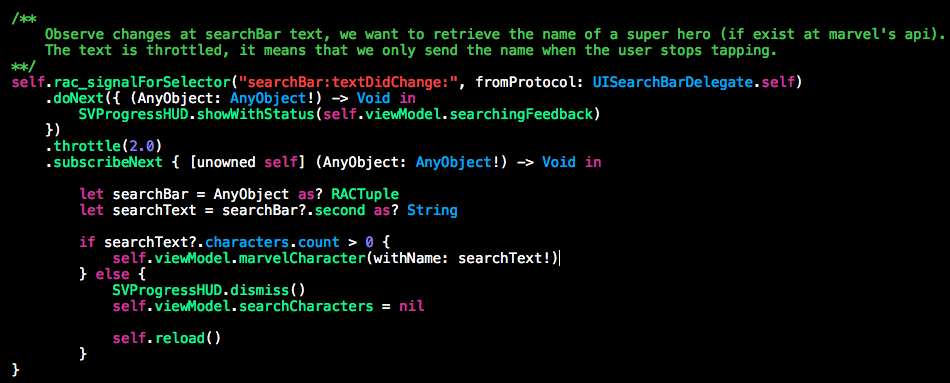 /**
    Observe changes at searchBar text, we want to retrieve the name of a super hero (if exist at marvel's api).
    The text is throttled, it means that we only send the name when the user stops tapping.
**/
self.rac_signalForSelector("searchBar:textDidChange:", fromProtocol: UISearchBarDelegate.self)
    .doNext({ (AnyObject: AnyObject!) -> Void in
        SVProgressHUD.showWithStatus(self.viewModel.searchingFeedback)
    })
    .throttle(2.0)
    .subscribeNext { [unowned self] (AnyObject: AnyObject!) -> Void in

        let searchBar = AnyObject as? RACTuple
        let searchText = searchBar?.second as? String

        if searchText?.characters.count > 0 {
            self.viewModel.marvelCharacter(withName: searchText!)
        } else {
            SVProgressHUD.dismiss()
            self.viewModel.searchCharacters = nil

            self.reload()
        }
}